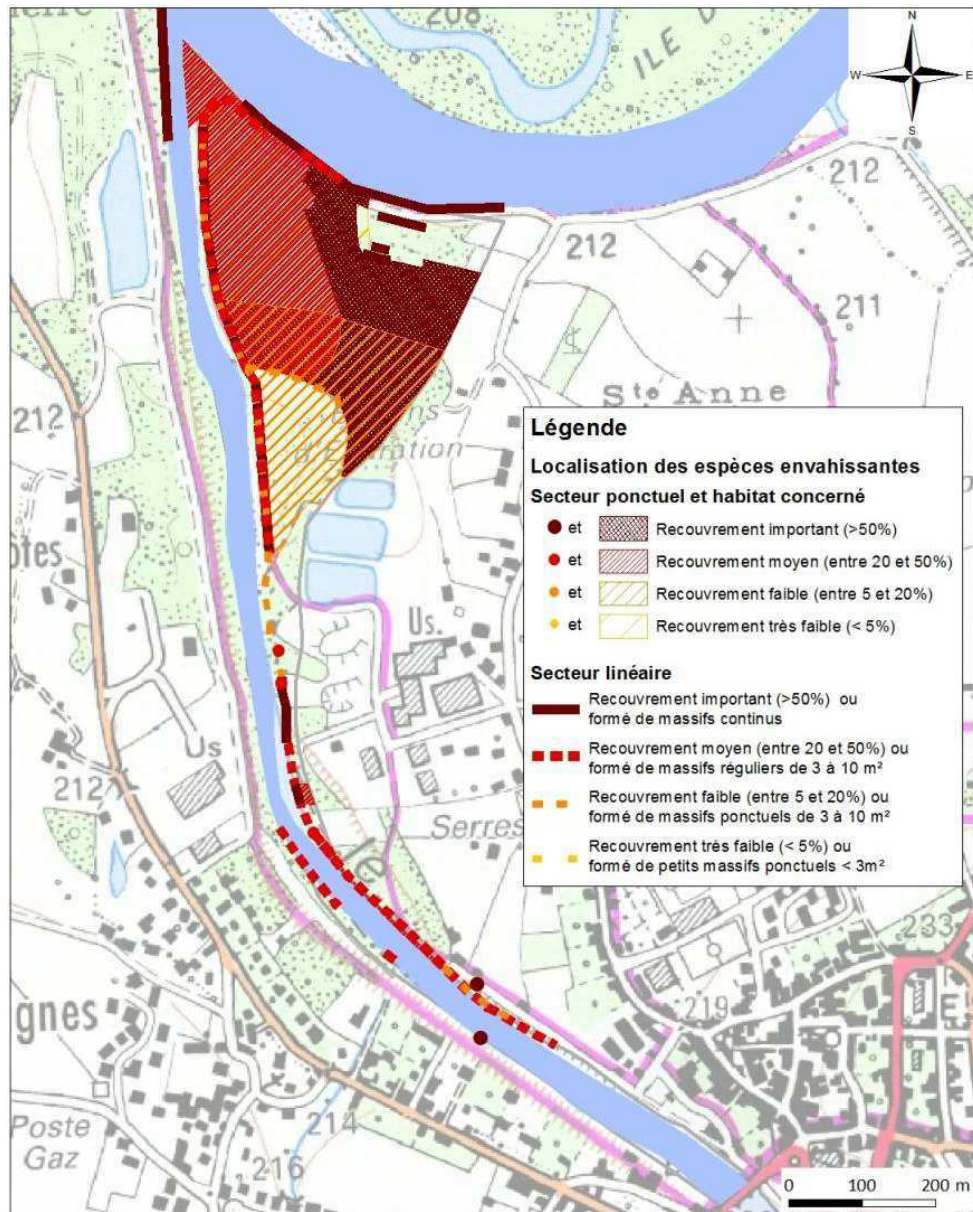 208
ILE D
N
W
E
S
212
212
212
211
Ste ANNE
212
d'Epuration
Us.
Us
212
Serres
gnes
219
233
E
Poste
Gaz
214
216
Légende
Localisation des espèces envahissantes
Secteur ponctuel et habitat concerné
et Recouvrement important (>50%)
et Recouvrement moyen (entre 20 et 50%)
et Recouvrement faible (entre 5 et 20%)
et Recouvrement très faible (< 5%)
Secteur linéaire
Recouvrement important (>50%) ou
formé de massifs continus
Recouvrement moyen (entre 20 et 50%) ou
formé de massifs réguliers de 3 à 10 m²
Recouvrement faible (entre 5 et 20%) ou
formé de massifs ponctuels de 3 à 10 m²
Recouvrement très faible (< 5%) ou
formé de petits massifs ponctuels < 3m²
0 100 200 m